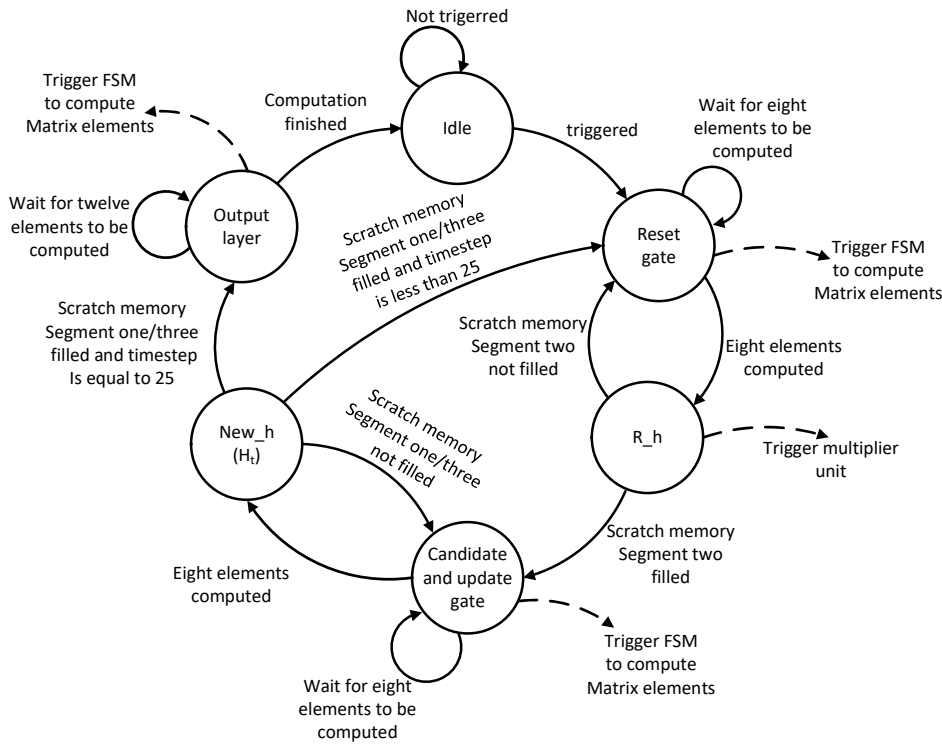 Not trigerred
Trigger FSM
to compute
Matrix elements
Computation
finished
Idle
triggered
Wait for eight
elements to be
computed
Wait for twelve
elements to be
computed
Output
layer
Scratch memory
Segment one/three
filled and timestep
is less than 25
Reset
gate
Trigger FSM
to compute
Matrix elements
Scratch memory
Segment one/three
filled and timestep
Is equal to 25
Scratch memory
Segment two
not filled
Eight elements
computed
New_h
(Hₜ)
Scratch memory
Segment one/three
not filled
R_h
Trigger multiplier
unit
Scratch memory
Segment two
filled
Eight elements
computed
Candidate
and update
gate
Trigger FSM
to compute
Matrix elements
Wait for eight
elements to be
computed